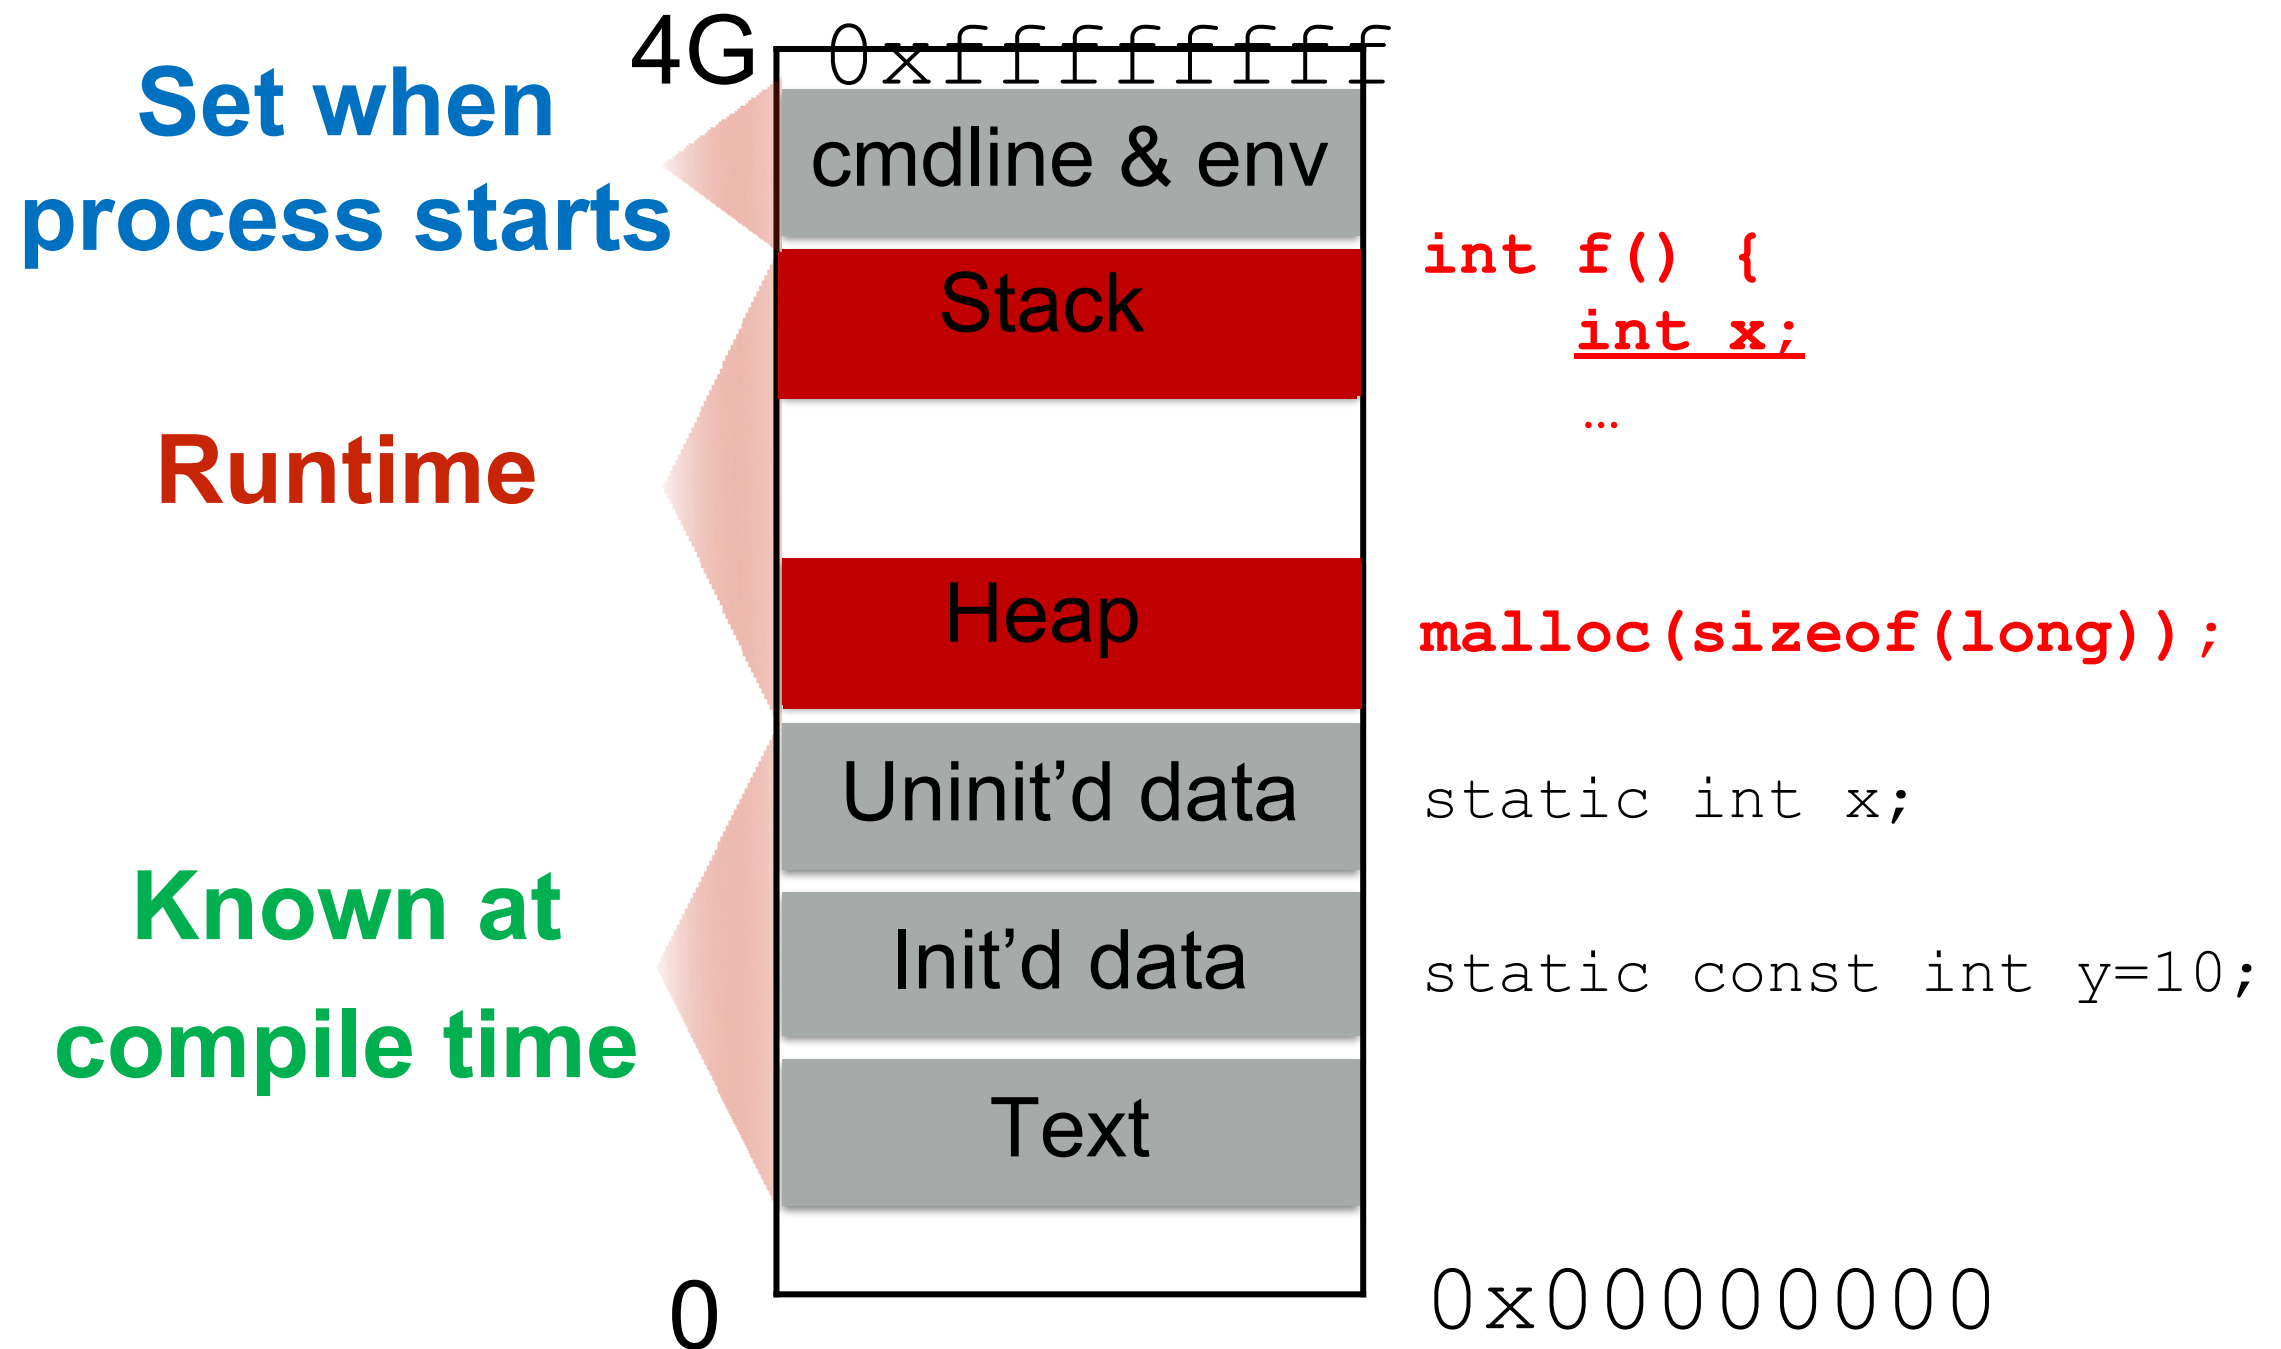 4G 0xffffffff
Set when
process starts
cmdline & env
Stack
int f() {
int x;
…
Runtime
Heap
malloc(sizeof(long));
Uninit’d data
static int x;
Known at
compile time
Init’d data
static const int y=10;
Text
0
0x00000000